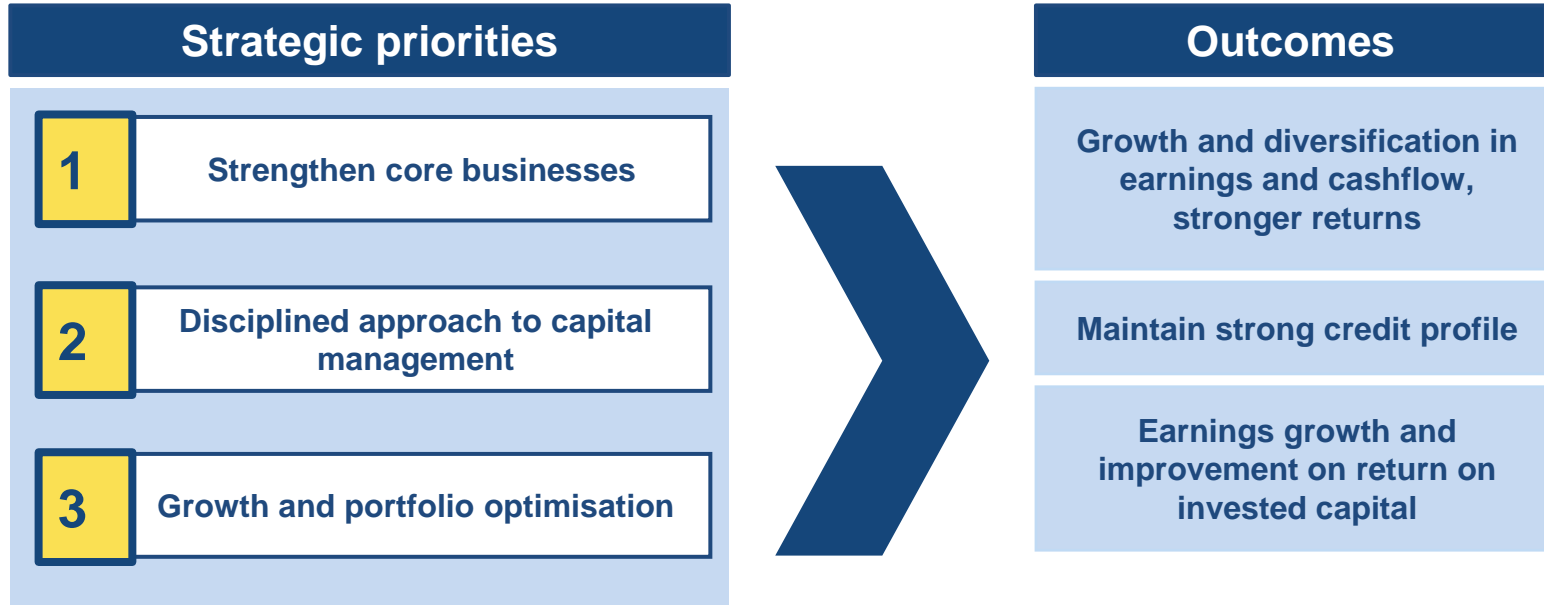 Strategic priorities
1
Strengthen core businesses
2
Disciplined approach to capital
management
3
Growth and portfolio optimisation
Outcomes
Growth and diversification in
earnings and cashflow,
stronger returns
Maintain strong credit profile
Earnings growth and
improvement on return on
invested capital